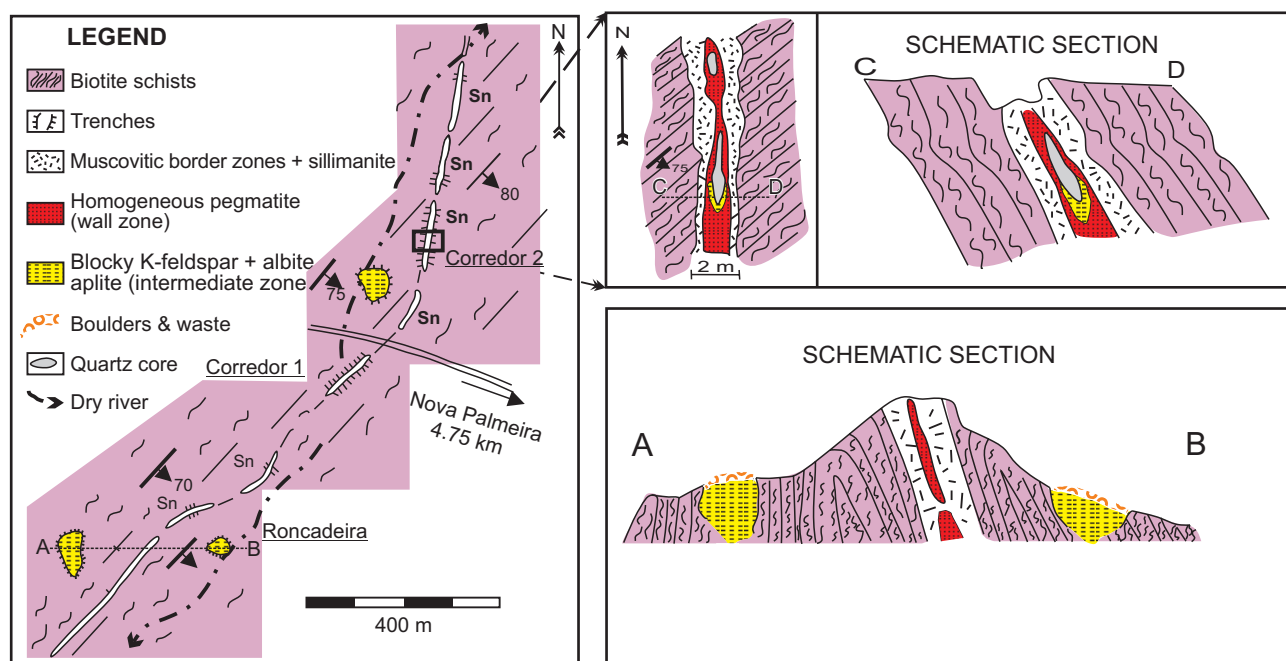 LEGEND
Biotite schists
Trenches
Muscovitic border zones + sillimanite
Homogeneous pegmatite
(wall zone)
Blocky K-feldspar + albite
aplite (intermediate zone
Boulders & waste
Quartz core
Dry river
N
Sn
Sn
80
Sn
Corredor 2
75
Sn
Corredor 1
Nova Palmeira
4.75 km
Sn
70
Sn
Roncadeira
A
B
400 m
N
75
C
D
2 m
SCHEMATIC SECTION
C
D
SCHEMATIC SECTION
A
B